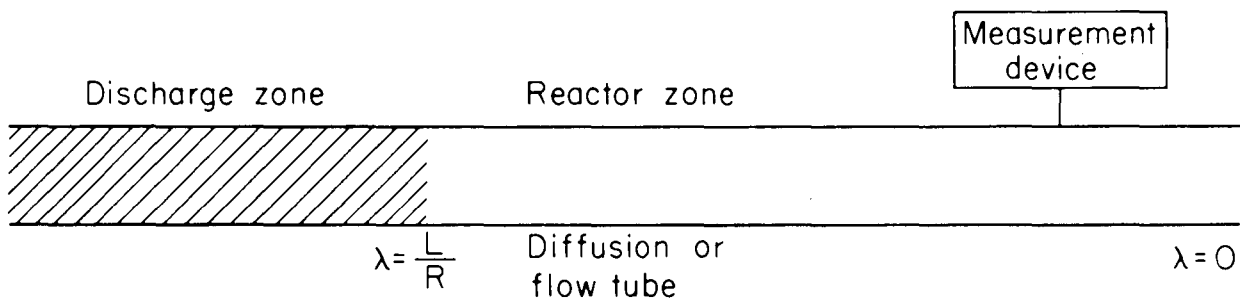 Measurement
device
Discharge zone
Reactor zone
λ = L/R
Diffusion or
flow tube
λ = 0